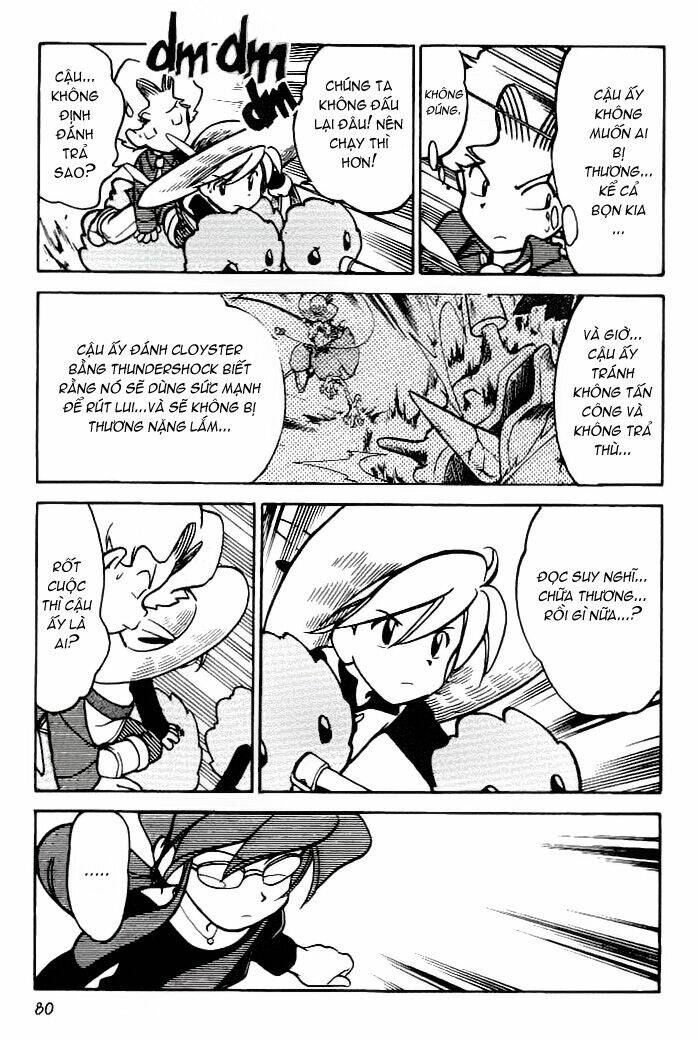 CẬU...
KHÔNG
ĐỊNH
ĐÁNH
TRẢ
SAO?
dm-dm
dm
CHÚNG TA
KHÔNG ĐẤU
LẠI ĐÂU! NÊN
CHẠY THÌ
HƠN!
KHÔNG
ĐÚNG.
CẬU ẤY
KHÔNG
MUỐN AI
BỊ
THƯƠNG...
KỂ CẢ
BỌN KIA
...
CẬU ẤY ĐÁNH CLOYSTER
BẰNG THUNDERSHOCK BIẾT
RẰNG NÓ SẼ DÙNG SỨC MẠNH
ĐỂ RÚT LUI...VÀ SẼ KHÔNG BỊ
THƯƠNG NẶNG LẮM...
VÀ GIỜ...
CẬU ẤY
TRÁNH
KHÔNG TẤN
CÔNG VÀ
KHÔNG TRẢ
THÙ...
RỐT
CUỘC
THÌ CẬU
ẤY LÀ
AI?
ĐỌC SUY NGHĨ...
CHỮA THƯƠNG...
RỒI GÌ NỮA...?
.....
80